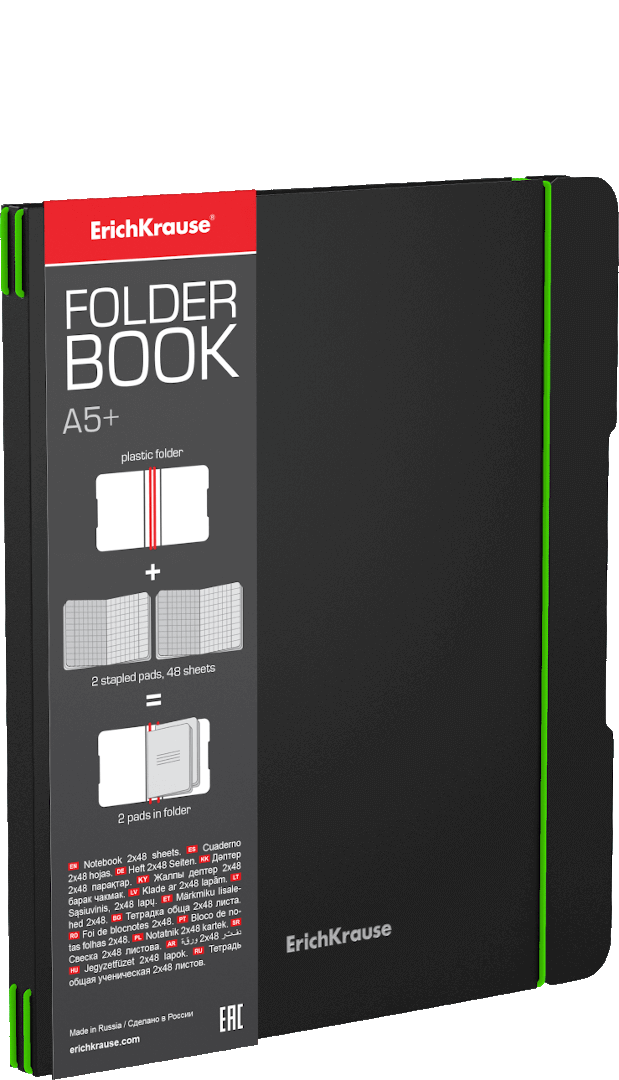 ErichKrause®
FOLDER
BOOK
A5+
plastic folder
+
2 stapled pads, 48 sheets
=
2 pads in folder
EN Notebook 2x48 sheets. ES Cuaderno
2x48 hojas. DE Heft 2x48 Seiten. KK Дәптер
2x48 парақтар. KY Жалпы дептер 2x48
барак чакмак. LV Klade ar 2x48 lapām. LT
Sąsiuvinis, 2x48 lapų. ET Märkmiku lisale-
hed 2x48. BG Тетрадка обща 2x48 листа.
RO Foi de blocnotes 2x48. PT Bloco de no-
tas folhas 2x48. PL Notatnik 2x48 kartek. SR
Свеска 2x48 листова. AR دفتر 2x48 ورقة
HU Jegyzetfüzet 2x48 lapok. RU Тетрадь
общая ученическая 2x48 листов.
Made in Russia / Сделано в России
erichkrause.com
EAC
ErichKrause